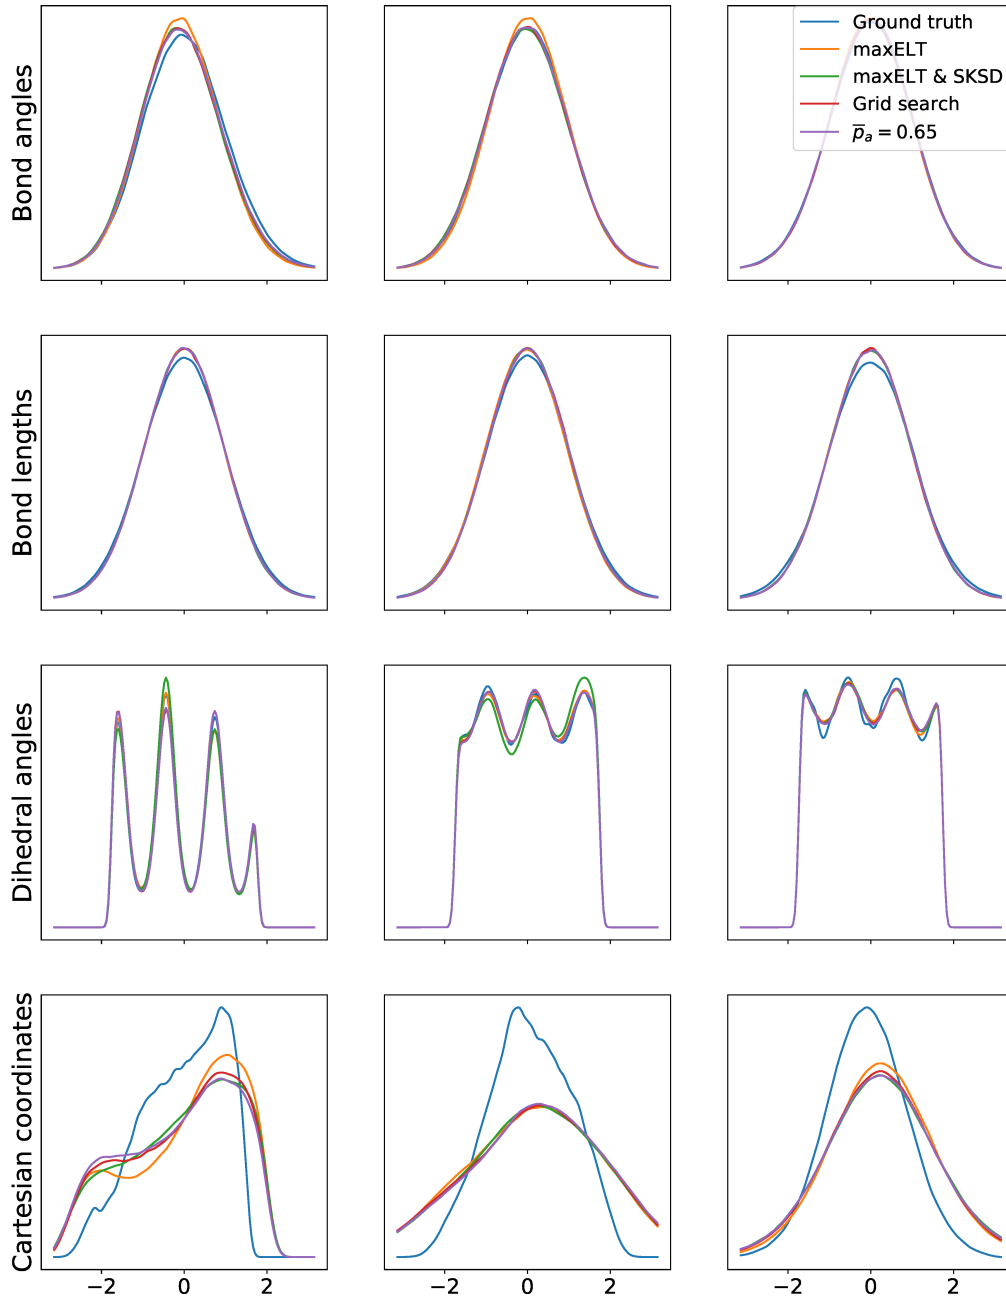 Bond angles
Ground truth
maxELT
maxELT & SKSD
Grid search
p̅ₐ = 0.65
Bond lengths
Dihedral angles
Cartesian coordinates
−2 0 2
−2 0 2
−2 0 2